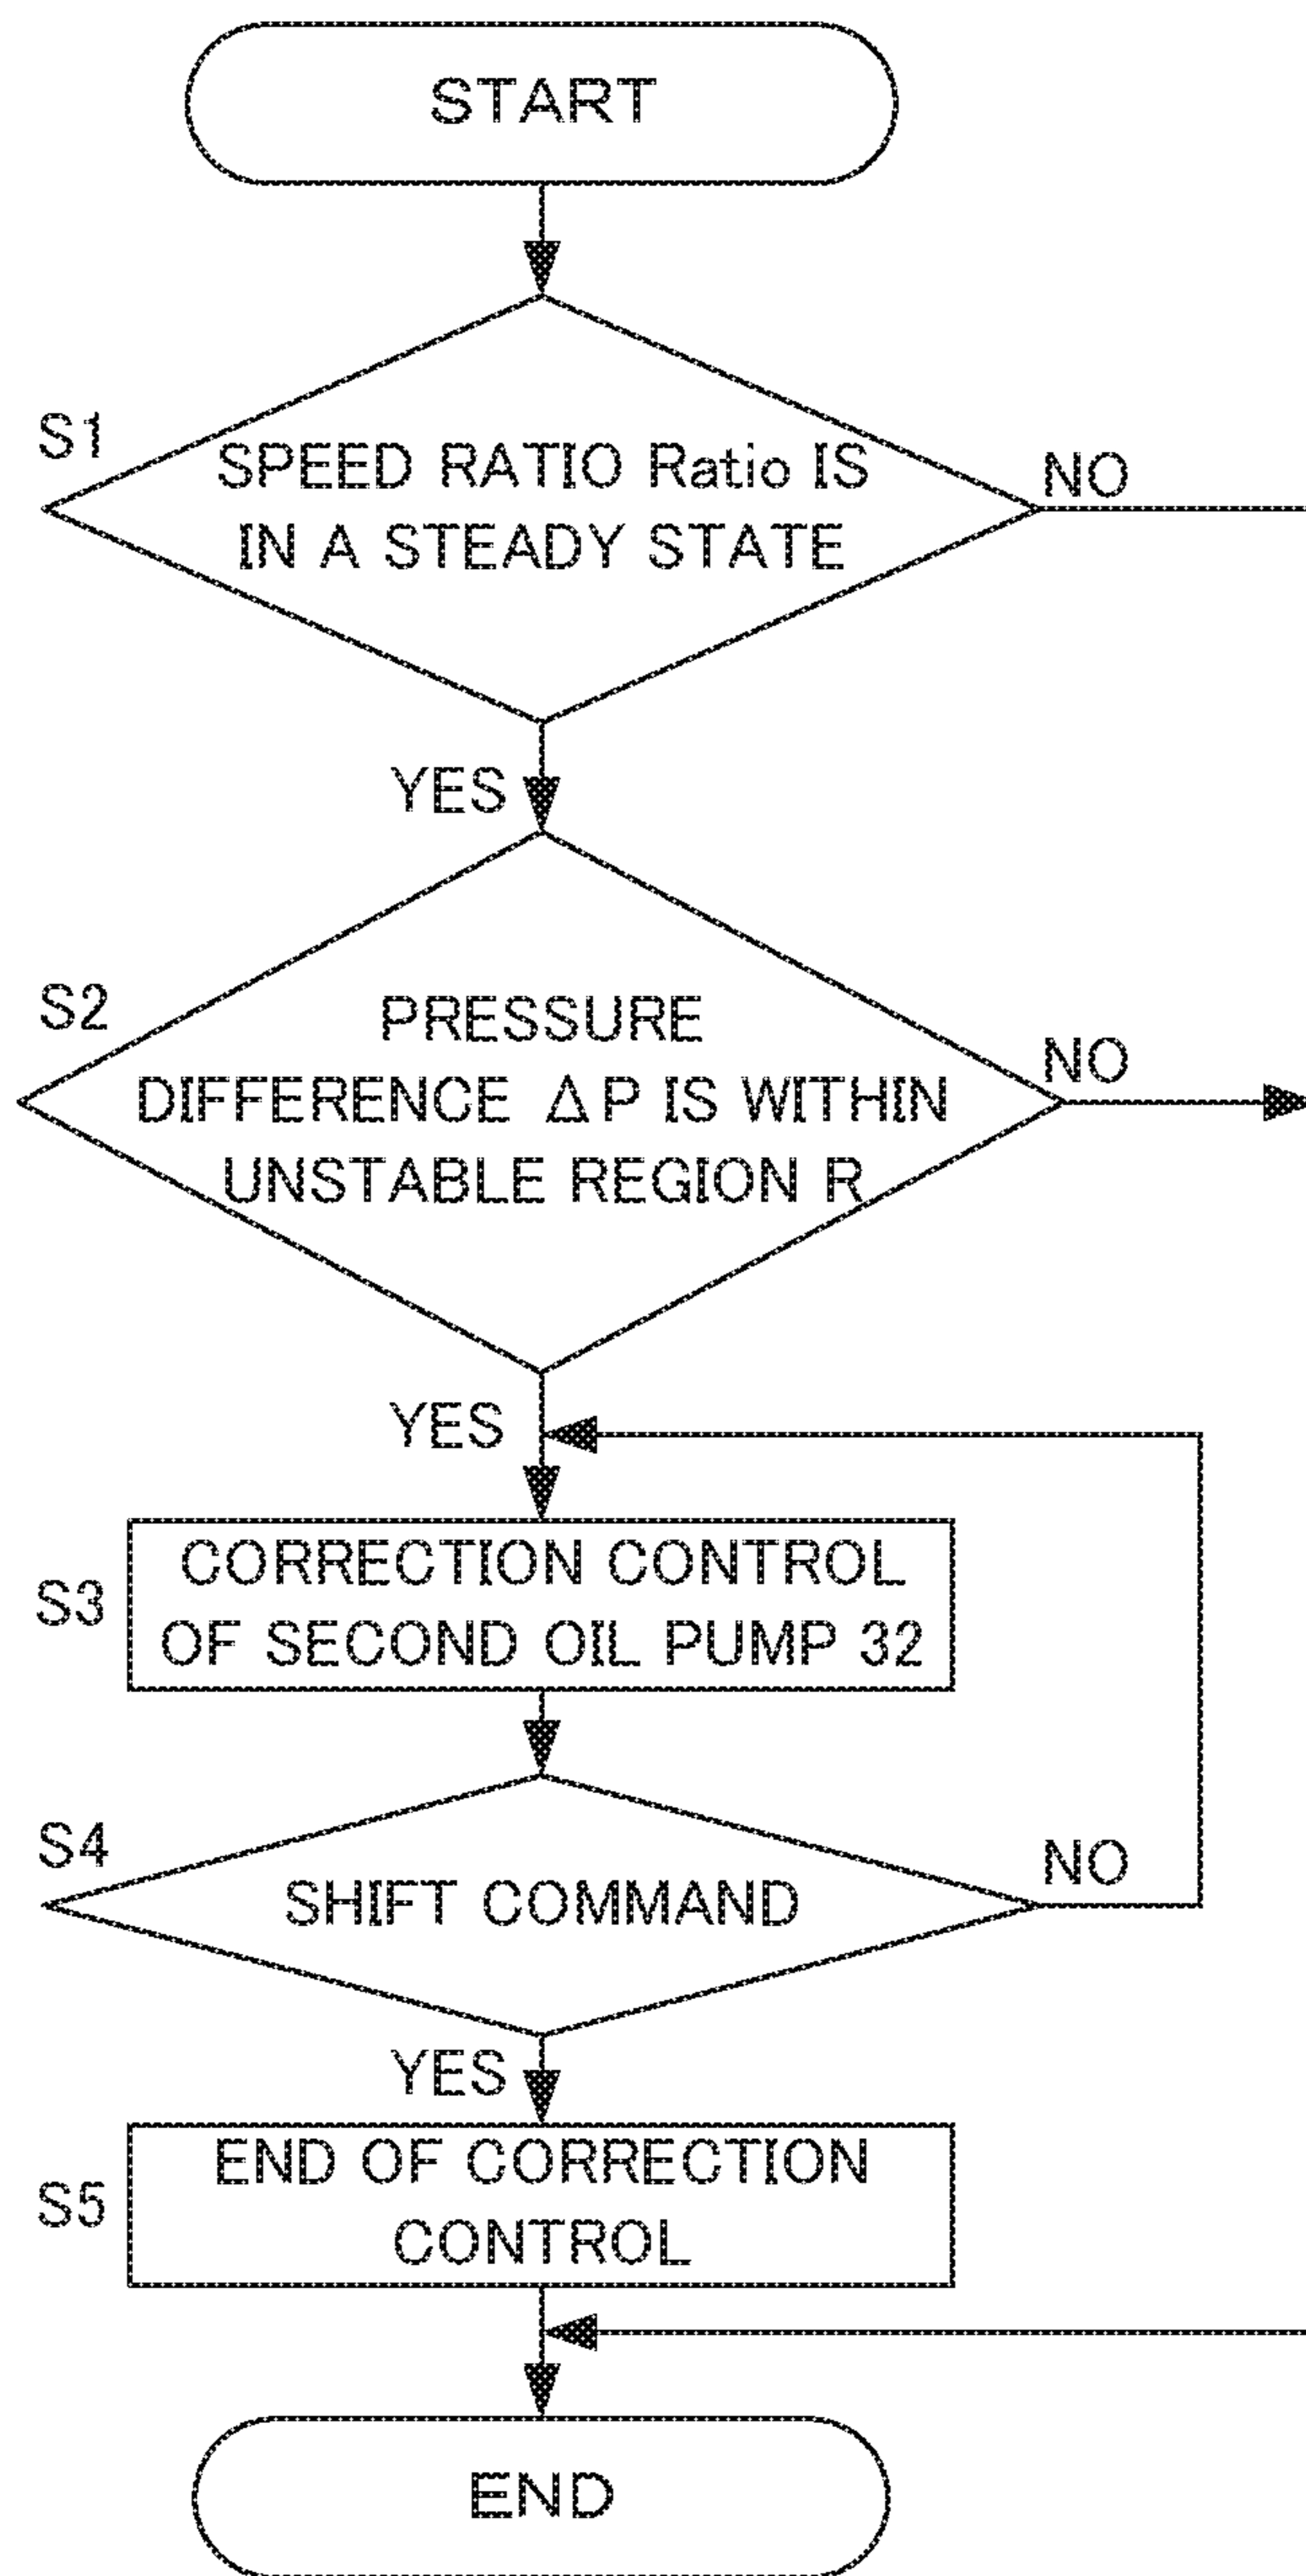 START
S1
SPEED RATIO Ratio IS
IN A STEADY STATE
NO
YES
S2
PRESSURE
DIFFERENCE ΔP IS WITHIN
UNSTABLE REGION R
NO
YES
S3
CORRECTION CONTROL
OF SECOND OIL PUMP 32
S4
SHIFT COMMAND
NO
YES
S5
END OF CORRECTION
CONTROL
END